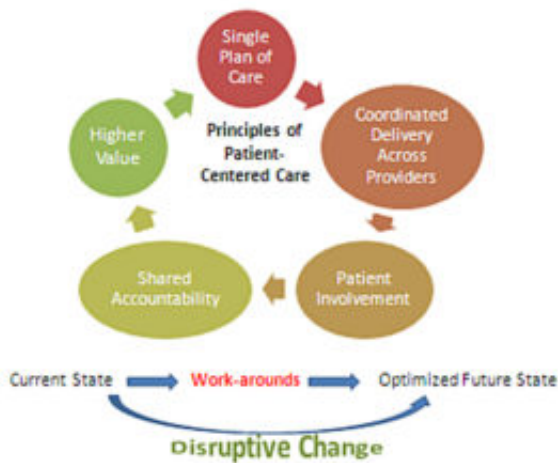 Single
Plan of
Care
Principles of
Patient-
Centered Care
Coordinated
Delivery
Across
Providers
Patient
Involvement
Shared
Accountability
Higher
Value
Current State
Work-arounds
Optimized Future State
Disruptive Change